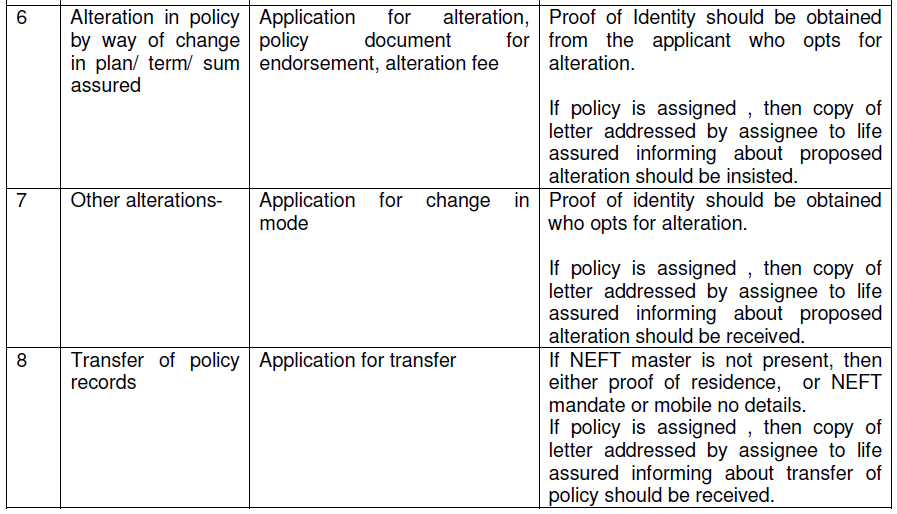 6
Alteration in policy
by way of change
in plan/ term/ sum
assured
Application for alteration,
policy document for
endorsement, alteration fee
Proof of Identity should be obtained
from the applicant who opts for
alteration.
If policy is assigned , then copy of
letter addressed by assignee to life
assured informing about proposed
alteration should be insisted.
7
Other alterations-
Application for change in
mode
Proof of identity should be obtained
who opts for alteration.
If policy is assigned , then copy of
letter addressed by assignee to life
assured informing about proposed
alteration should be received.
8
Transfer of policy
records
Application for transfer
If NEFT master is not present, then
either proof of residence, or NEFT
mandate or mobile no details.
If policy is assigned , then copy of
letter addressed by assignee to life
assured informing about transfer of
policy should be received.